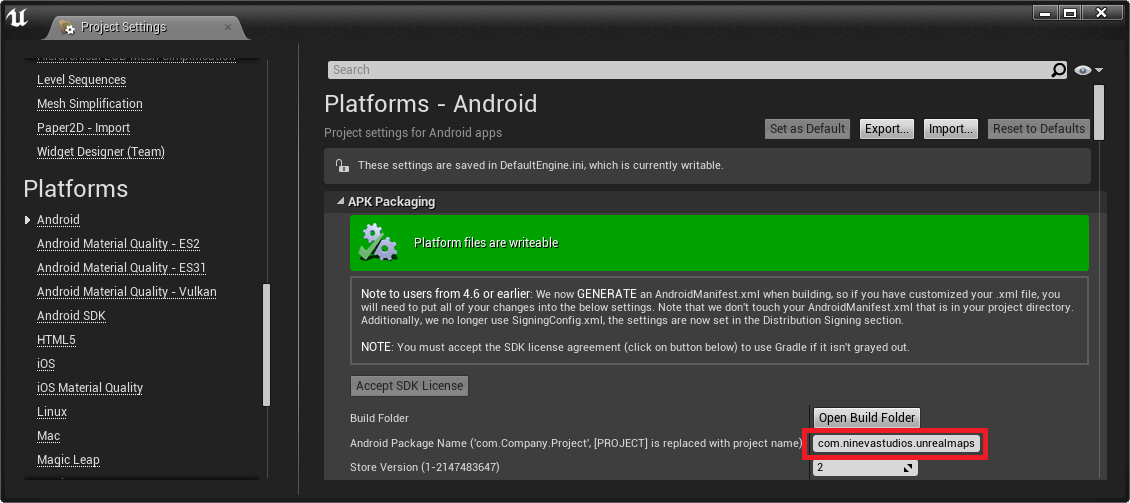 Project Settings
Hierarchical LOD Mesh Simplification
Level Sequences
Mesh Simplification
Paper2D - Import
Widget Designer (Team)
Platforms
Android
Android Material Quality - ES2
Android Material Quality - ES31
Android Material Quality - Vulkan
Android SDK
HTML5
iOS
iOS Material Quality
Linux
Mac
Magic Leap
Search
Platforms - Android
Project settings for Android apps
Set as Default Export... Import... Reset to Defaults
These settings are saved in DefaultEngine.ini, which is currently writable.
APK Packaging
Platform files are writeable
Note to users from 4.6 or earlier: We now GENERATE an AndroidManifest.xml when building, so if you have customized your .xml file, you
will need to put all of your changes into the below settings. Note that we don't touch your AndroidManifest.xml that is in your project directory.
Additionally, we no longer use SigningConfig.xml, the settings are now set in the Distribution Signing section.
NOTE: You must accept the SDK license agreement (click on button below) to use Gradle if it isn't grayed out.
Accept SDK License
Build Folder Open Build Folder
Android Package Name ('com.Company.Project', [PROJECT] is replaced with project name) com.ninevastudios.unrealmaps
Store Version (1-2147483647) 2